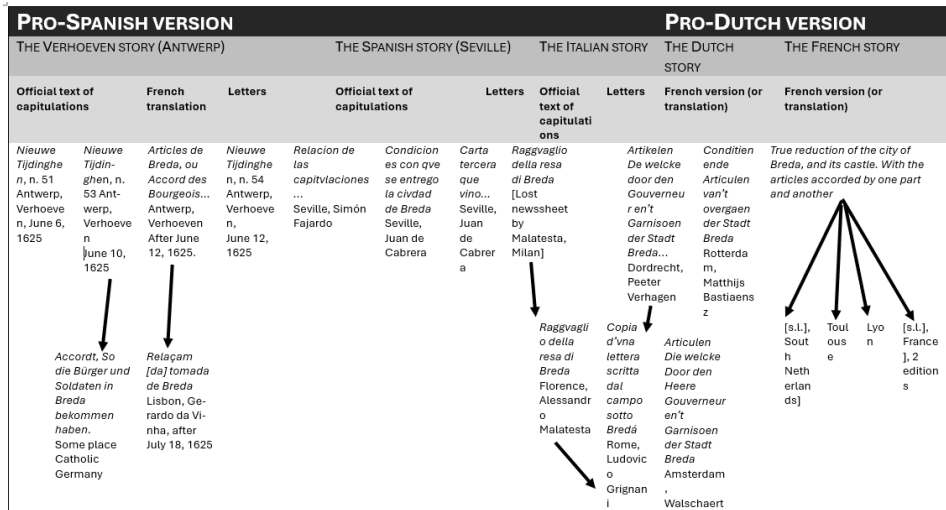 PRO-SPANISH VERSION
PRO-DUTCH VERSION
THE VERHOEVEN STORY (ANTWERP)
THE SPANISH STORY (SEVILLE)
THE ITALIAN STORY
THE DUTCH
STORY
THE FRENCH STORY
Official text of
capitulations
French
translation
Letters
Official text of
capitulations
Letters
Official
text of
capitulati
ons
Letters
French version (or
translation)
French version (or
translation)
Nieuwe
Tijdinghe
n, n. 51
Antwerp,
Verhoeve
n, June 6,
1625
Nieuwe
Tijdin-
ghen, n.
53 Ant-
werp,
Verhoeve
n
June 10,
1625
Articles de
Breda, ou
Accord des
Bourgeois...
Antwerp,
Verhoeven
After June
12, 1625.
Nieuwe
Tijdinghe
n, n. 54
Antwerp,
Verhoeve
n,
June 12,
1625
Relacion de
las
capitvlaciones
...
Seville, Simón
Fajardo
Condicion
es con qve
se entrego
la civdad
de Breda
Seville,
Juan de
Cabrera
Carta
tercera
que
vino...
Seville,
Juan
de
Cabrer
a
Raggvaglio
della resa
di Breda
[Lost
newssheet
by
Malatesta,
Milan]
Artikelen
De welcke
door den
Gouverneu
r en't
Garnisoen
der Stadt
Breda...
Dordrecht,
Peeter
Verhagen
Conditien
ende
Articulen
van't
overgaen
der Stadt
Breda
Rotterda
m,
Matthijs
Bastiaens
z
True reduction of the city of
Breda, and its castle. With the
articles accorded by one part
and another
Accordt, So
die Bürger und
Soldaten in
Breda
bekommen
haben.
Some place
Catholic
Germany
Relaçam
[da] tomada
de Breda
Lisbon, Ge-
rardo da Vi-
nha, after
July 18, 1625
Raggvagli
o della
resa di
Breda
Florence,
Alessandr
o
Malatesta
Copia
d'vna
lettera
scritta
dal
campo
sotto
Bredá
Rome,
Ludovic
o
Grignan
i
Articulen
Die welcke
Door den
Heere
Gouverneur
en't
Garnisoen
der Stadt
Breda
Amsterdam
,
Walschaert
[s.l.],
Sout
h
Neth
erlan
ds]
Toul
ous
e
Lyo
n
[s.l.,
France
], 2
edition
s